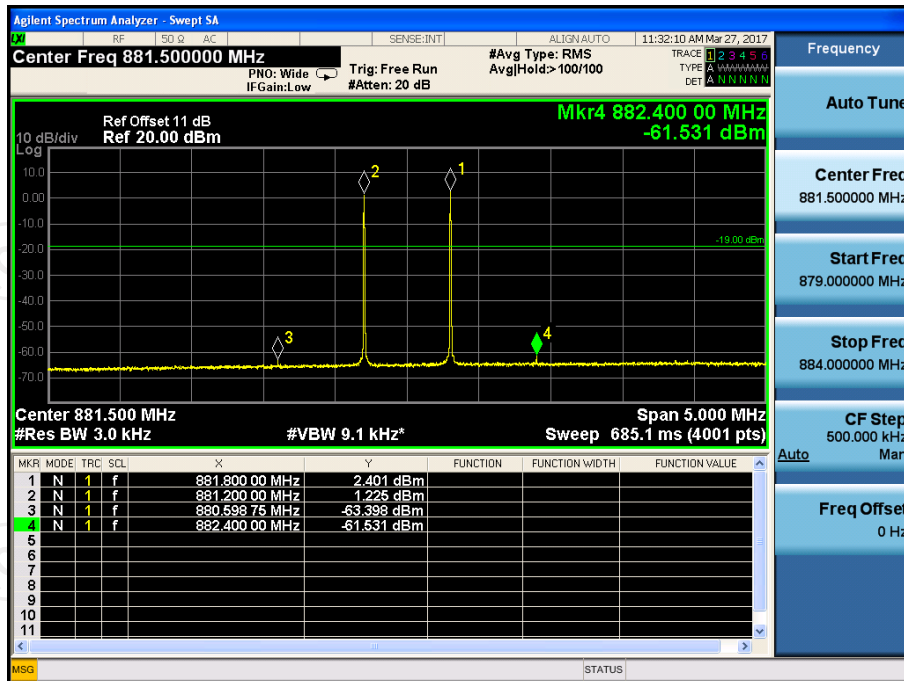 Agilent Spectrum Analyzer - Swept SA
LXI RF 50 Ω AC SENSE:INT ALIGN AUTO 11:32:10 AM Mar 27, 2017
Center Freq 881.500000 MHz
PNO: Wide
IFGain:Low
Trig: Free Run
#Atten: 20 dB
#Avg Type: RMS
Avg|Hold:> 100/100
TRACE 1 2 3 4 5 6
TYPE A WWWWW
DET A N N N N N
Mkr4 882.400 00 MHz
-61.531 dBm
Ref Offset 11 dB
10 dB/div Ref 20.00 dBm
Log
10.0
0.00
-10.0
-20.0
-30.0
-40.0
-50.0
-60.0
-70.0
2
1
-19.00 dBm
3
4
Center 881.500 MHz Span 5.000 MHz
#Res BW 3.0 kHz #VBW 9.1 kHz* Sweep 685.1 ms (4001 pts)
MKR MODE TRC SCL X Y FUNCTION FUNCTION WIDTH FUNCTION VALUE
1 N 1 f 881.800 00 MHz 2.401 dBm
2 N 1 f 881.200 00 MHz 1.225 dBm
3 N 1 f 880.598 75 MHz -63.398 dBm
4 N 1 f 882.400 00 MHz -61.531 dBm
5
6
7
8
9
10
11
MSG STATUS
Frequency
Auto Tune
Center Freq
881.500000 MHz
Start Freq
879.000000 MHz
Stop Freq
884.000000 MHz
CF Step
500.000 kHz
Auto Man
Freq Offset
0 Hz